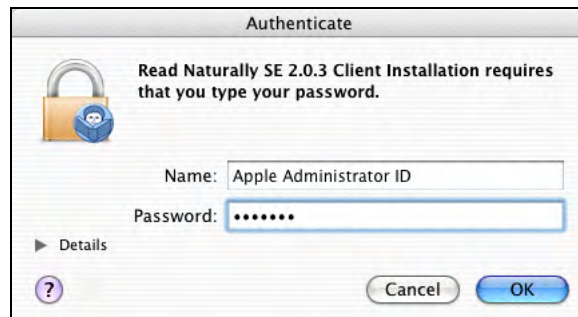 Authenticate
Read Naturally SE 2.0.3 Client Installation requires
that you type your password.
Name: Apple Administrator ID
Password: •••••••
Details
?
Cancel
OK